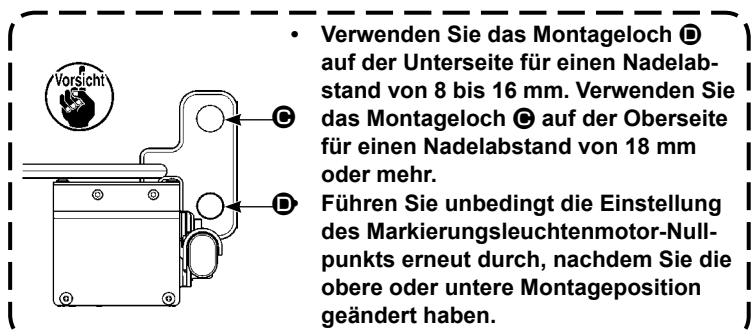 Vorsicht
• Verwenden Sie das Montageloch Ⓓ
auf der Unterseite für einen Nadelab-
stand von 8 bis 16 mm. Verwenden Sie
das Montageloch Ⓒ auf der Oberseite
für einen Nadelabstand von 18 mm
oder mehr.
• Führen Sie unbedingt die Einstellung
des Markierungsleuchtenmotor-Null-
punkts erneut durch, nachdem Sie die
obere oder untere Montageposition
geändert haben.
Ⓒ
Ⓓ